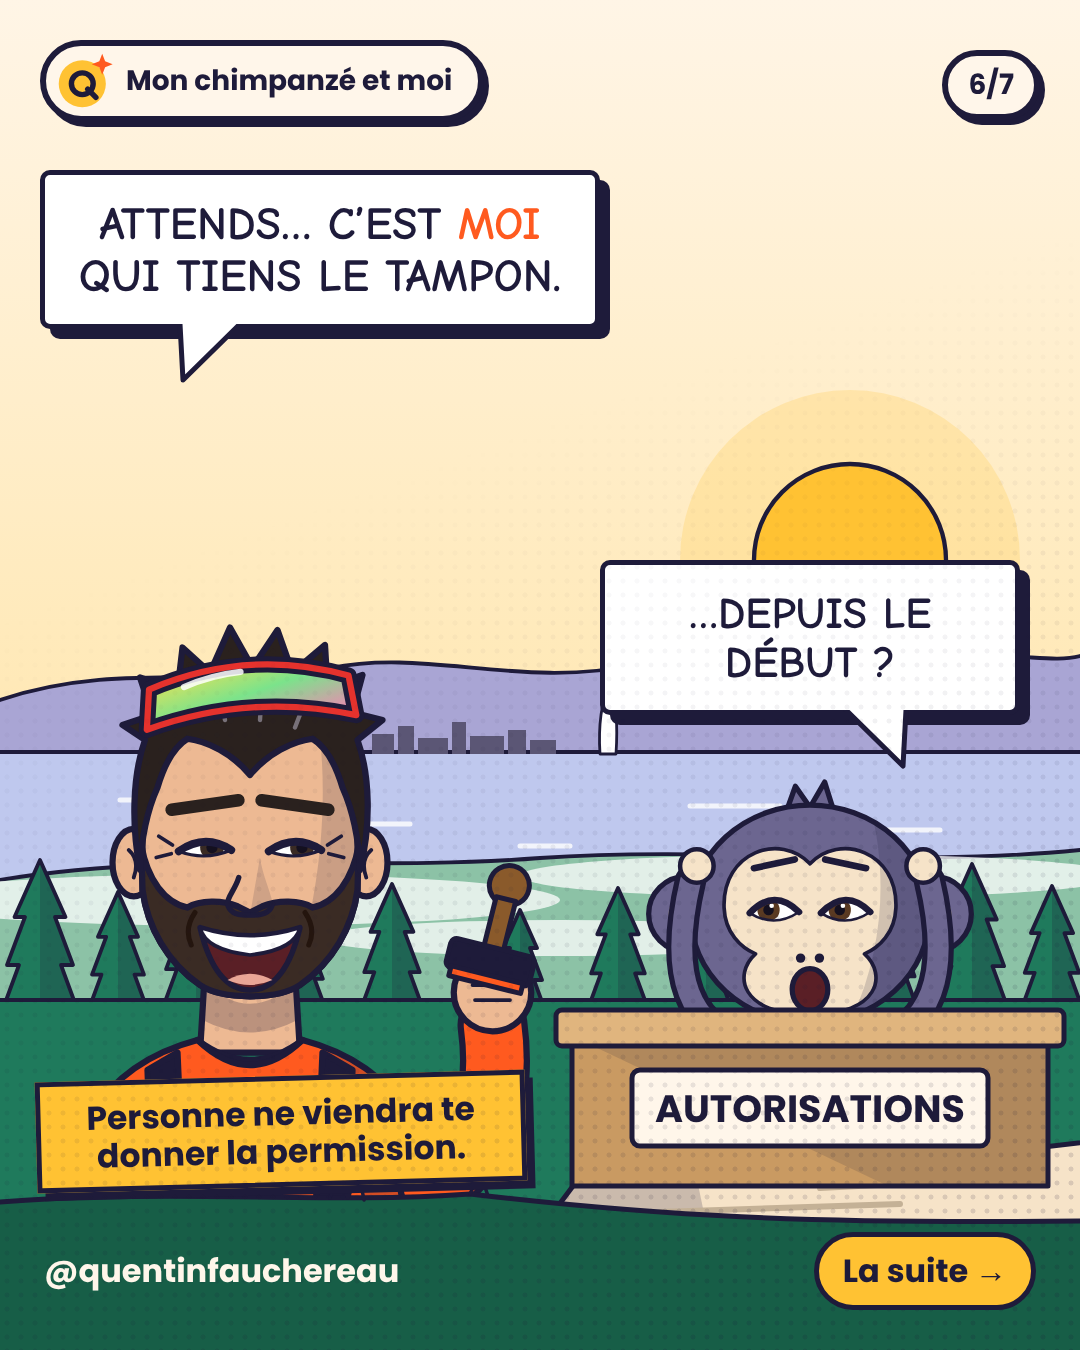 Q Mon chimpanzé et moi
6/7
ATTENDS... C'EST MOI
QUI TIENS LE TAMPON.
...DEPUIS LE
DÉBUT ?
AUTORISATIONS
Personne ne viendra te
donner la permission.
@quentinfauchereau
La suite →